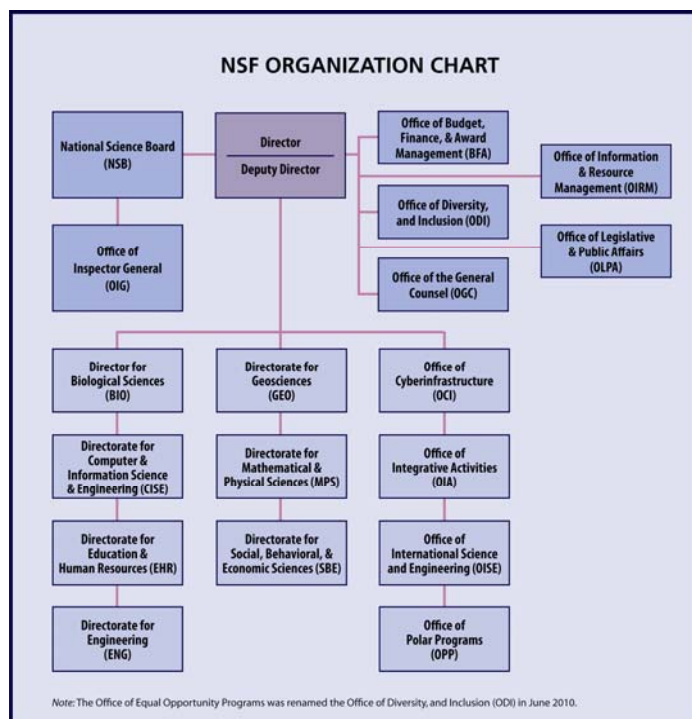 NSF ORGANIZATION CHART
National Science Board
(NSB)
Director
Deputy Director
Office of Budget,
Finance, & Award
Management (BFA)
Office of Information
& Resource
Management (OIRM)
Office of Diversity,
and Inclusion (ODI)
Office of Legislative
& Public Affairs
(OLPA)
Office of the General
Counsel (OGC)
Office of
Inspector General
(OIG)
Director for
Biological Sciences
(BIO)
Directorate for
Geosciences
(GEO)
Office of
Cyberinfrastructure
(OCI)
Directorate for
Computer &
Information Science
& Engineering (CISE)
Directorate for
Mathematical &
Physical Sciences (MPS)
Office of
Integrative Activities
(OIA)
Directorate for
Education &
Human Resources (EHR)
Directorate for
Social, Behavioral, &
Economic Sciences (SBE)
Office of
International Science
and Engineering (OISE)
Directorate for
Engineering
(ENG)
Office of
Polar Programs
(OPP)
Note: The Office of Equal Opportunity Programs was renamed the Office of Diversity, and Inclusion (ODI) in June 2010.